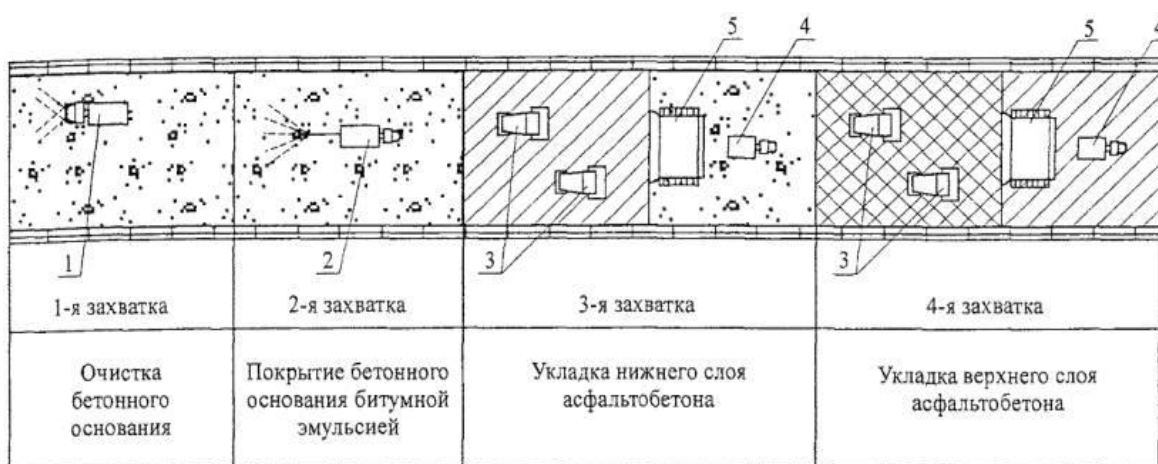 5
4
5
4
1
2
3
3
1-я захватка
2-я захватка
3-я захватка
4-я захватка
Очистка
бетонного
основания
Покрытие бетонного
основания битумной
эмульсией
Укладка нижнего слоя
асфальтобетона
Укладка верхнего слоя
асфальтобетона